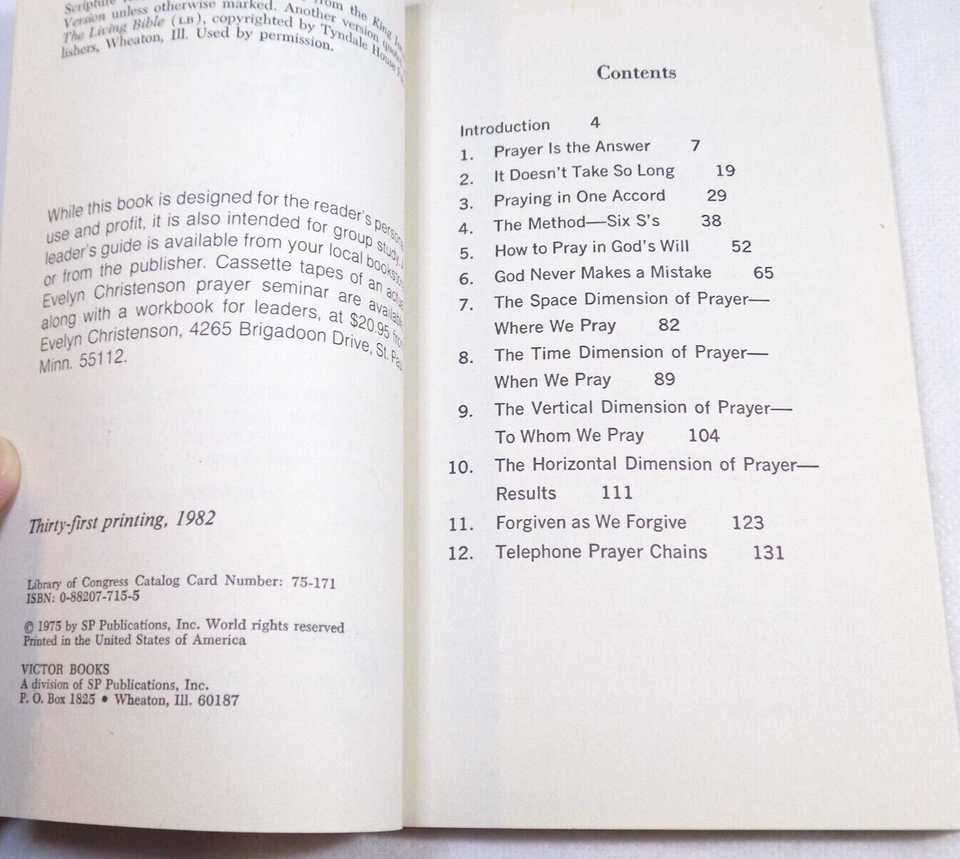 Scripture from the King
Version unless otherwise marked. Another version
The Living Bible (LB), copyrighted by Tyndale House
lishers, Wheaton, Ill. Used by permission.
While this book is designed for the reader's
use and profit, it is also intended for group study.
leader's guide is available from your local
or from the publisher. Cassette tapes of an
Evelyn Christenson prayer seminar are
along with a workbook for leaders, at $20.95 from
Evelyn Christenson, 4265 Brigadoon Drive, St.
Minn. 55112.
Thirty-first printing, 1982
Library of Congress Catalog Card Number: 75-171
ISBN: 0-88207-715-5
© 1975 by SP Publications, Inc. World rights reserved
Printed in the United States of America
VICTOR BOOKS
A division of SP Publications, Inc.
P. O. Box 1825 • Wheaton, Ill. 60187
Contents
Introduction 4
1. Prayer Is the Answer 7
2. It Doesn't Take So Long 19
3. Praying in One Accord 29
4. The Method—Six S's 38
5. How to Pray in God's Will 52
6. God Never Makes a Mistake 65
7. The Space Dimension of Prayer—
Where We Pray 82
8. The Time Dimension of Prayer—
When We Pray 89
9. The Vertical Dimension of Prayer—
To Whom We Pray 104
10. The Horizontal Dimension of Prayer—
Results 111
11. Forgiven as We Forgive 123
12. Telephone Prayer Chains 131